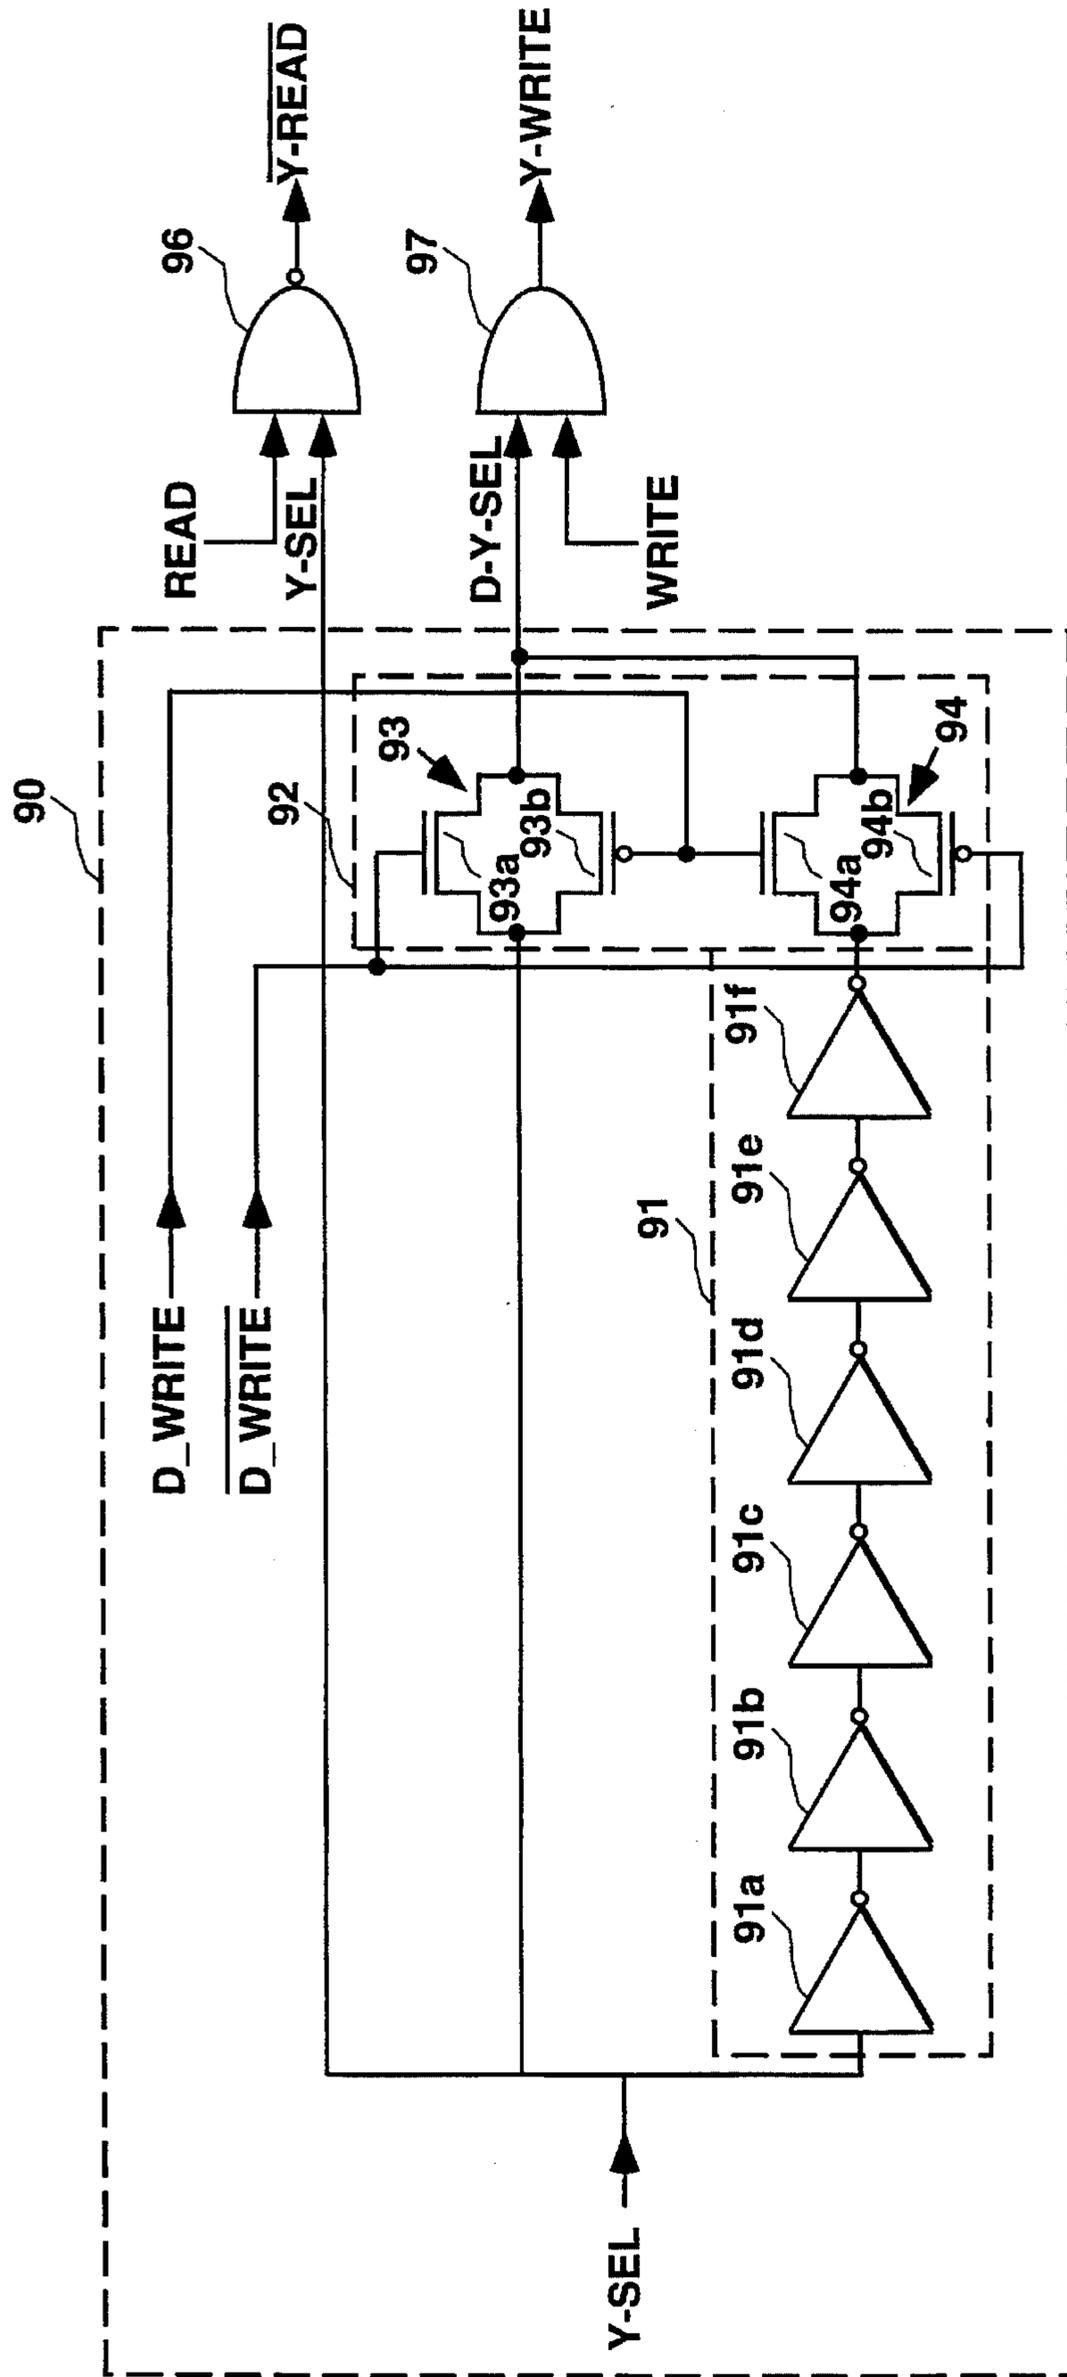 90
D_WRITE
D_WRITE
Y-SEL
91
91a
91b
91c
91d
91e
91f
92
93
93a
93b
94a
94b
94
READ
Y-SEL
D-Y-SEL
WRITE
96
97
Y-READ
Y-WRITE